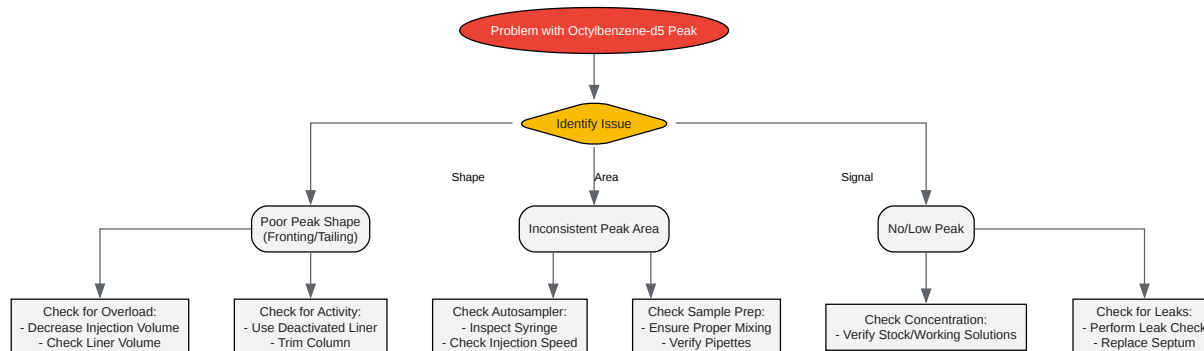 Problem with Octylbenzene-d5 Peak
Identify Issue
Shape
Area
Signal
Poor Peak Shape
(Fronting/Tailing)
Inconsistent Peak Area
No/Low Peak
Check for Overload:
- Decrease Injection Volume
- Check Liner Volume
Check for Activity:
- Use Deactivated Liner
- Trim Column
Check Autosampler:
- Inspect Syringe
- Check Injection Speed
Check Sample Prep:
- Ensure Proper Mixing
- Verify Pipettes
Check Concentration:
- Verify Stock/Working Solutions
Check for Leaks:
- Perform Leak Check
- Replace Septum